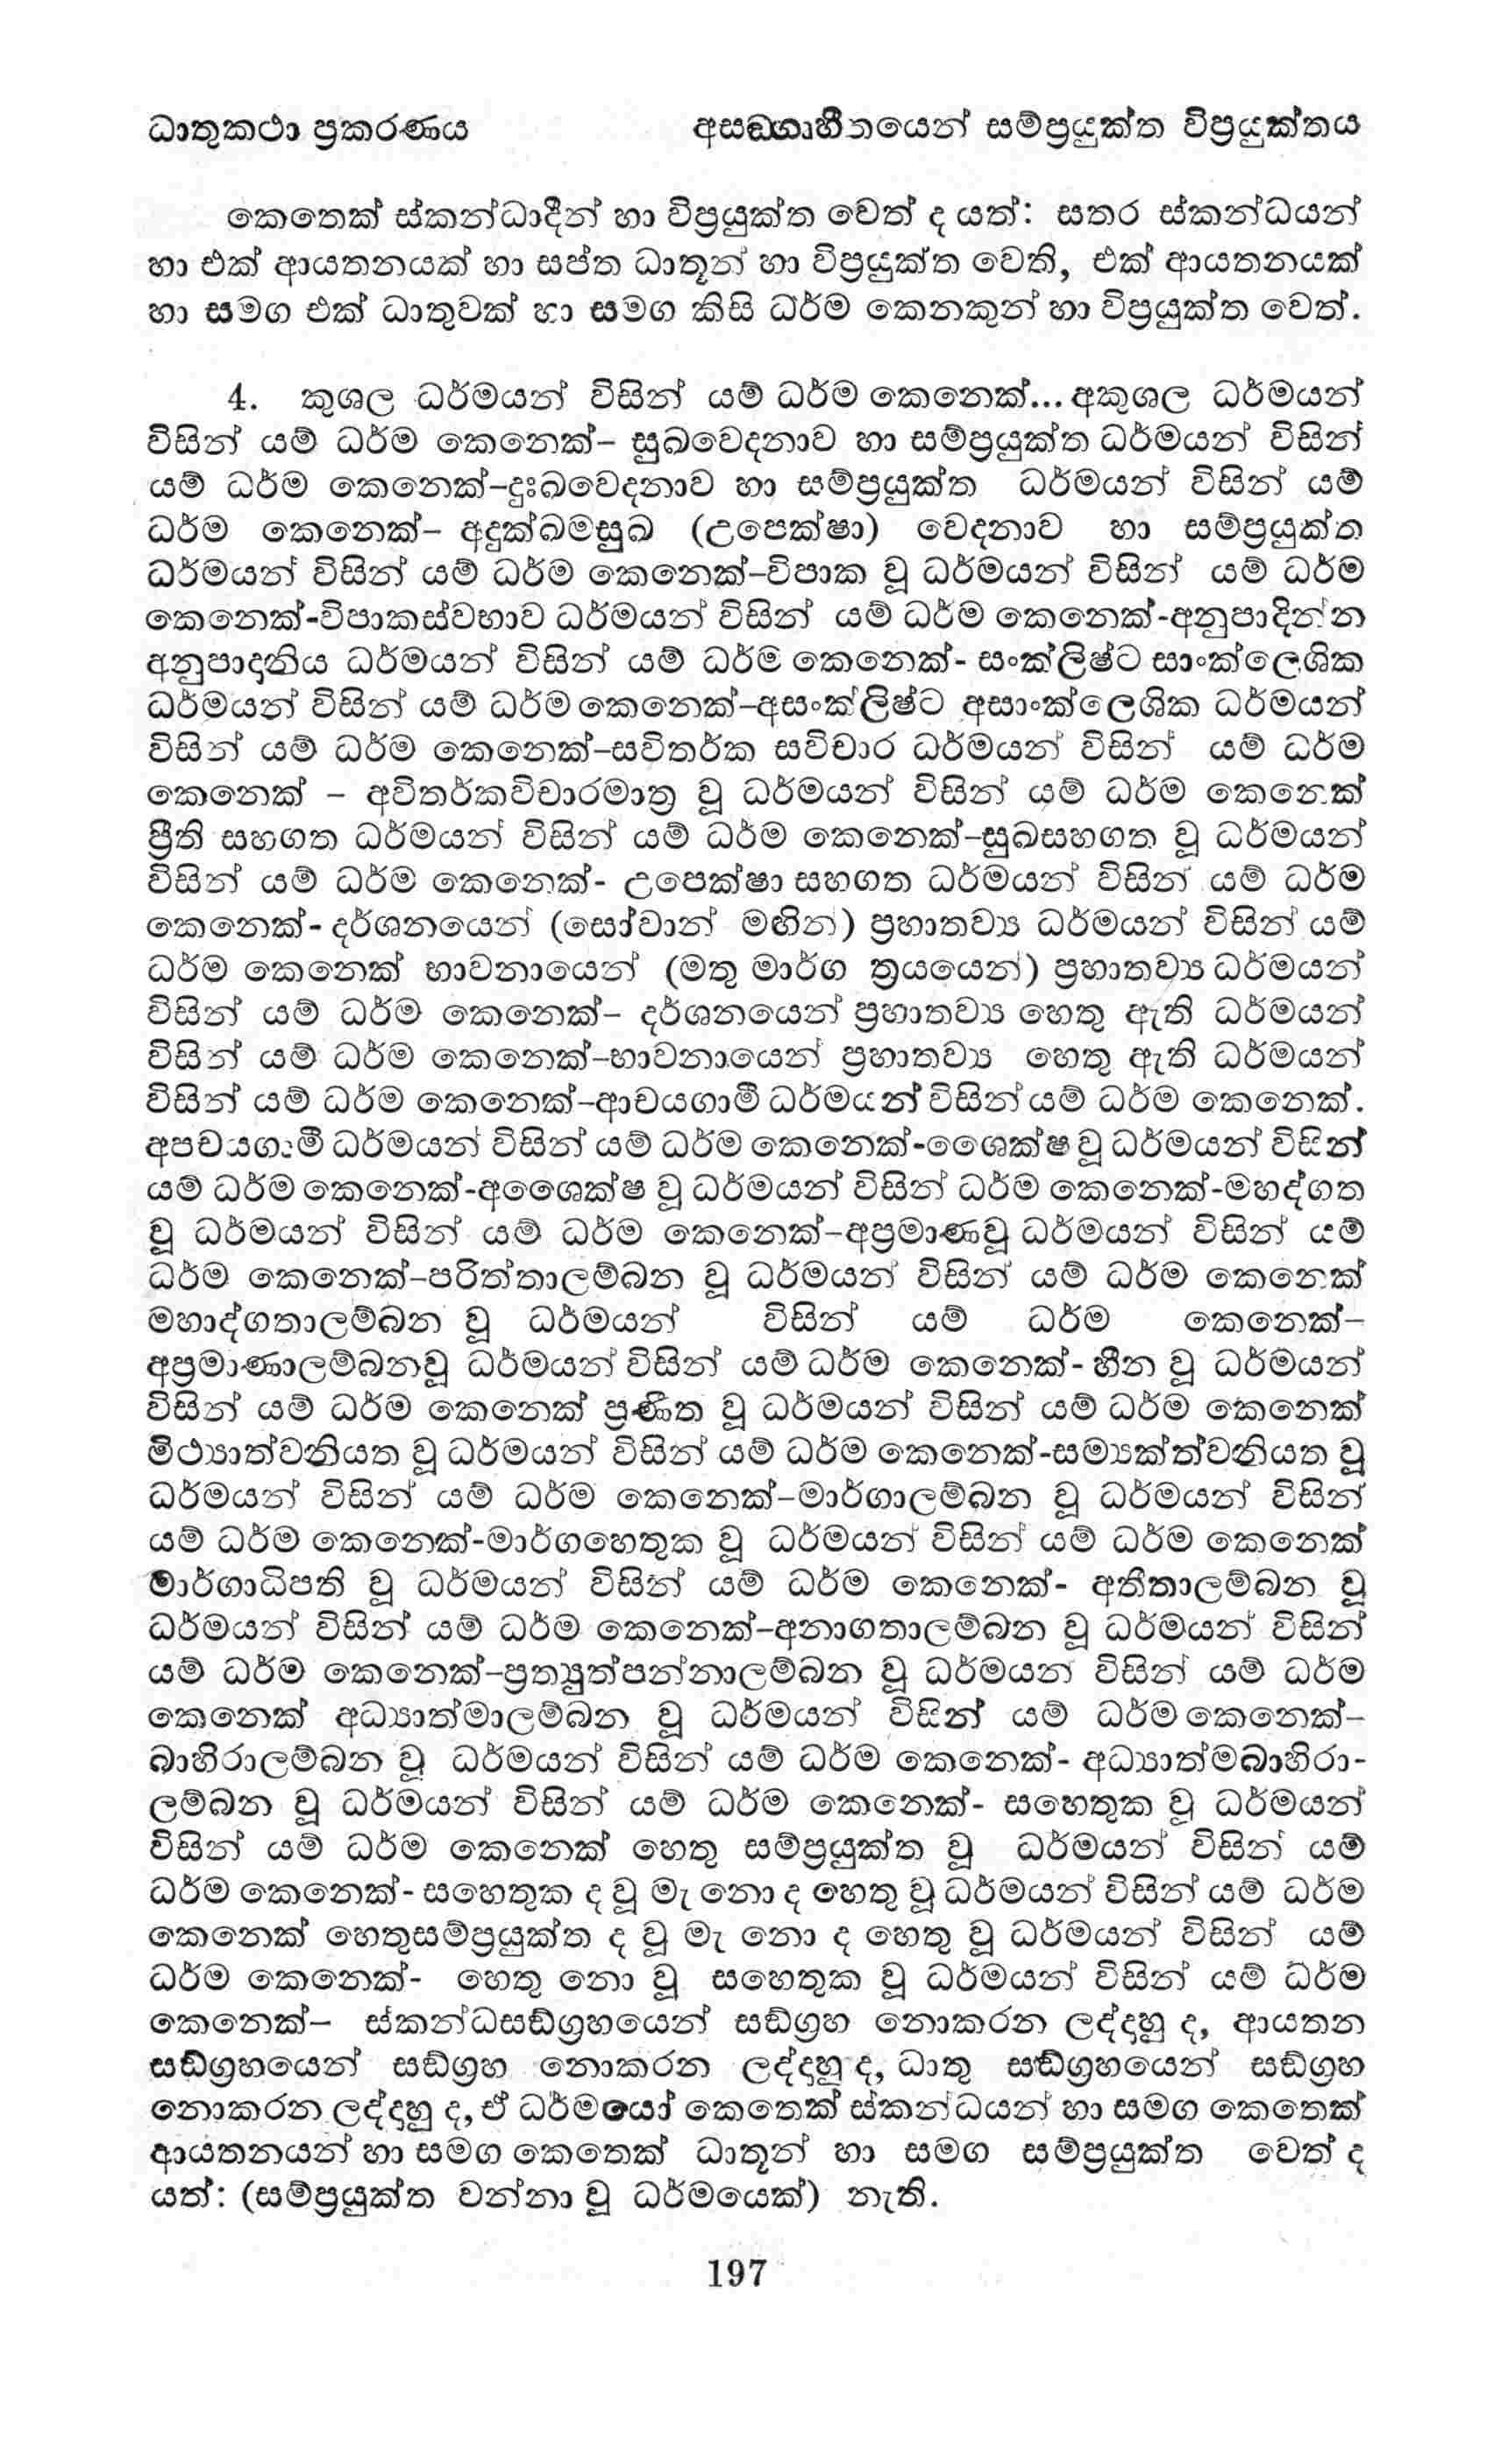 ධාතුකථා ප්‍රකරණය අසඞ්ගෘහීතයෙන් සම්ප්‍රයුක්ත විප්‍රයුක්තය
කෙතෙක් ස්කන්ධාදීන් හා විප්‍රයුක්ත වෙත් ද යත්: සතර ස්කන්ධයන්
හා එක් ආයතනයක් හා සප්ත ධාතූන් හා විප්‍රයුක්ත වෙති, එක් ආයතනයක්
හා සමග එක් ධාතුවක් හා සමග කිසි ධර්ම කෙනකුන් හා විප්‍රයුක්ත වෙත්.
4. කුශල ධර්මයන් විසින් යම් ධර්ම කෙනෙක්... අකුශල ධර්මයන්
විසින් යම් ධර්ම කෙනෙක්– සුඛවෙදනාව හා සම්ප්‍රයුක්ත ධර්මයන් විසින්
යම් ධර්ම කෙනෙක්–දුඃඛවෙදනාව හා සම්ප්‍රයුක්ත ධර්මයන් විසින් යම්
ධර්ම කෙනෙක්– අදුක්ඛමසුඛ (උපෙක්ෂා) වෙදනාව හා සම්ප්‍රයුක්ත
ධර්මයන් විසින් යම් ධර්ම කෙනෙක්–විපාක වූ ධර්මයන් විසින් යම් ධර්ම
කෙනෙක්-විපාකස්වභාව ධර්මයන් විසින් යම් ධර්ම කෙනෙක්-අනුපාදින්න
අනුපාදානීය ධර්මයන් විසින් යම් ධර්ම කෙනෙක්- සංක්ලිෂ්ට සාංක්ලෙශික
ධර්මයන් විසින් යම් ධර්ම කෙනෙක්–අසංක්ලිෂ්ට අසාංක්ලෙශික ධර්මයන්
විසින් යම් ධර්ම කෙනෙක්–සවිතර්ක සවිචාර ධර්මයන් විසින් යම් ධර්ම
කෙනෙක් – අවිතර්කවිචාරමාත්‍ර වූ ධර්මයන් විසින් යම් ධර්ම කෙනෙක්
ප්‍රීති සහගත ධර්මයන් විසින් යම් ධර්ම කෙනෙක්–සුඛසහගත වූ ධර්මයන්
විසින් යම් ධර්ම කෙනෙක්- උපෙක්ෂා සහගත ධර්මයන් විසින් යම් ධර්ම
කෙනෙක්- දර්ශනයෙන් (සෝවාන් මඟින්) ප්‍රහාතව්‍ය ධර්මයන් විසින් යම්
ධර්ම කෙනෙක් භාවනායෙන් (මතු මාර්ග ත්‍රයයෙන්) ප්‍රහාතව්‍ය ධර්මයන්
විසින් යම් ධර්ම කෙනෙක්– දර්ශනයෙන් ප්‍රහාතව්‍ය හෙතු ඇති ධර්මයන්
විසින් යම් ධර්ම කෙනෙක්–භාවනායෙන් ප්‍රහාතව්‍ය හෙතු ඇති ධර්මයන්
විසින් යම් ධර්ම කෙනෙක්–ආචයගාමී ධර්මයන් විසින් යම් ධර්ම කෙනෙක්.
අපචයගාමී ධර්මයන් විසින් යම් ධර්ම කෙනෙක්-ශෛක්ෂ වූ ධර්මයන් විසින්
යම් ධර්ම කෙනෙක්-අශෛක්ෂ වූ ධර්මයන් විසින් ධර්ම කෙනෙක්-මහද්ගත
වූ ධර්මයන් විසින් යම් ධර්ම කෙනෙක්–අප්‍රමාණවූ ධර්මයන් විසින් යම්
ධර්ම කෙනෙක්–පරිත්තාලම්බන වූ ධර්මයන් විසින් යම් ධර්ම කෙනෙක්
මහාද්ගතාලම්බන වූ ධර්මයන් විසින් යම් ධර්ම කෙනෙක්–
අප්‍රමාණාලම්බනවූ ධර්මයන් විසින් යම් ධර්ම කෙනෙක්- හීන වූ ධර්මයන්
විසින් යම් ධර්ම කෙනෙක් ප්‍රණීත වූ ධර්මයන් විසින් යම් ධර්ම කෙනෙක්
මිථ්‍යාත්වනියත වූ ධර්මයන් විසින් යම් ධර්ම කෙනෙක්-සම්‍යක්ත්වනියත වූ
ධර්මයන් විසින් යම් ධර්ම කෙනෙක්–මාර්ගාලම්බන වූ ධර්මයන් විසින්
යම් ධර්ම කෙනෙක්-මාර්ගහෙතුක වූ ධර්මයන් විසින් යම් ධර්ම කෙනෙක්
මාර්ගාධිපති වූ ධර්මයන් විසින් යම් ධර්ම කෙනෙක්- අතීතාලම්බන වූ
ධර්මයන් විසින් යම් ධර්ම කෙනෙක්–අනාගතාලම්බන වූ ධර්මයන් විසින්
යම් ධර්ම කෙනෙක්–ප්‍රත්‍යුත්පන්නාලම්බන වූ ධර්මයන් විසින් යම් ධර්ම
කෙනෙක් අධ්‍යාත්මාලම්බන වූ ධර්මයන් විසින් යම් ධර්ම කෙනෙක්–
බාහිරාලම්බන වූ ධර්මයන් විසින් යම් ධර්ම කෙනෙක්- අධ්‍යාත්මබාහිරා-
ලම්බන වූ ධර්මයන් විසින් යම් ධර්ම කෙනෙක්- සහෙතුක වූ ධර්මයන්
විසින් යම් ධර්ම කෙනෙක් හෙතු සම්ප්‍රයුක්ත වූ ධර්මයන් විසින් යම්
ධර්ම කෙනෙක්- සහෙතුක ද වූ මැ නො ද හෙතු වූ ධර්මයන් විසින් යම් ධර්ම
කෙනෙක් හෙතුසම්ප්‍රයුක්ත ද වූ මැ නො ද හෙතු වූ ධර්මයන් විසින් යම්
ධර්ම කෙනෙක්- හෙතු නො වූ සහෙතුක වූ ධර්මයන් විසින් යම් ධර්ම
කෙනෙක්– ස්කන්ධසඞ්ග්‍රහයෙන් සඞ්ග්‍රහ නොකරන ලද්දාහු ද, ආයතන
සඞ්ග්‍රහයෙන් සඞ්ග්‍රහ නොකරන ලද්දාහු ද, ධාතු සඞ්ග්‍රහයෙන් සඞ්ග්‍රහ
නොකරන ලද්දාහු ද, ඒ ධර්මයෝ කෙතෙක් ස්කන්ධයන් හා සමග කෙතෙක්
ආයතනයන් හා සමග කෙතෙක් ධාතූන් හා සමග සම්ප්‍රයුක්ත වෙත් ද
යත්: (සම්ප්‍රයුක්ත වන්නා වූ ධර්මයෙක්) නැති.
197